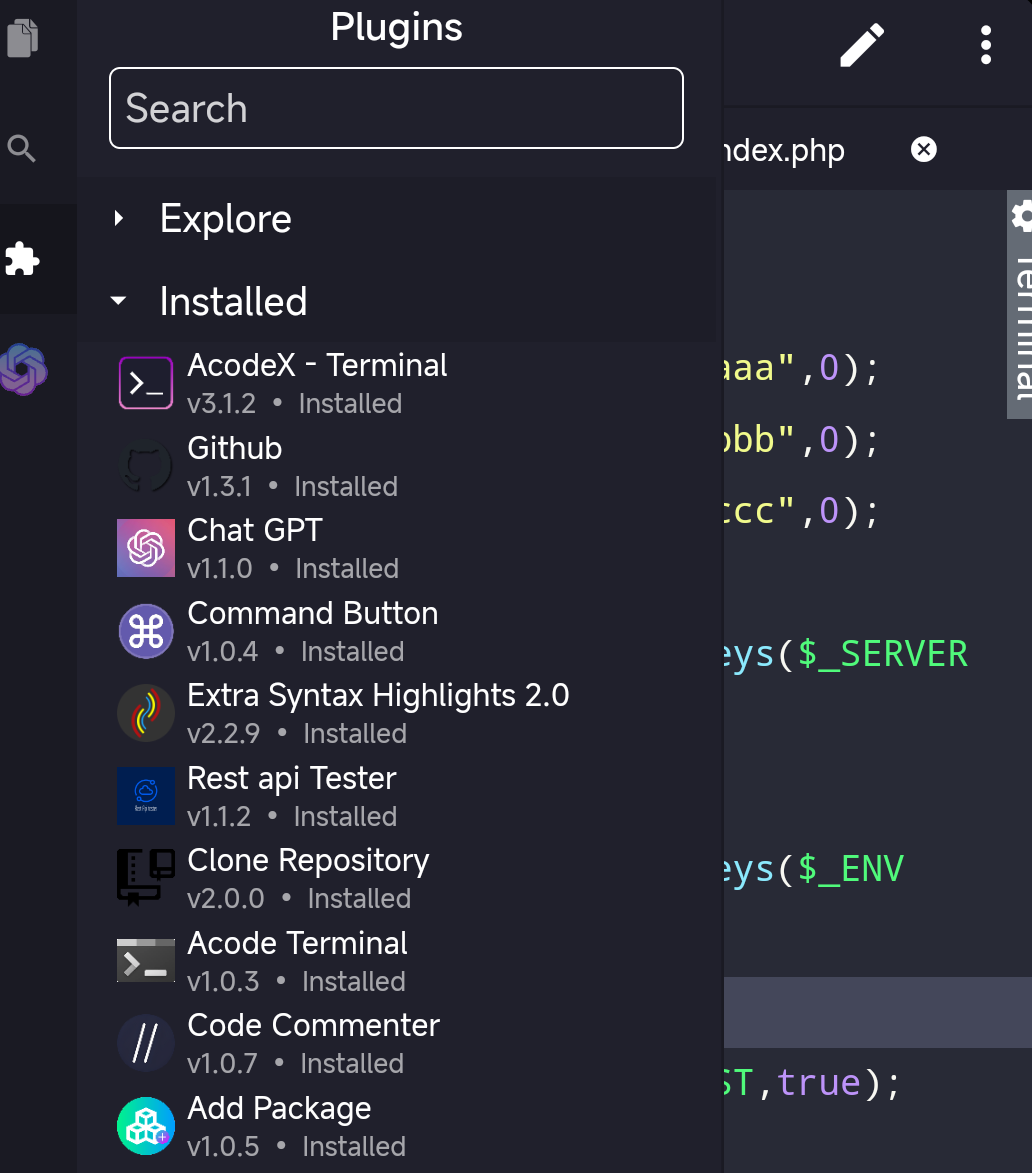 Plugins
Search
Explore
Installed
AcodeX - Terminal
v3.1.2 • Installed
Github
v1.3.1 • Installed
Chat GPT
v1.1.0 • Installed
Command Button
v1.0.4 • Installed
Extra Syntax Highlights 2.0
v2.2.9 • Installed
Rest api Tester
v1.1.2 • Installed
Clone Repository
v2.0.0 • Installed
Acode Terminal
v1.0.3 • Installed
Code Commenter
v1.0.7 • Installed
Add Package
v1.0.5 • Installed
ndex.php
Terminal
aaa",0);
bbb",0);
ccc",0);
eys($_SERVER
eys($_ENV
ST,true);